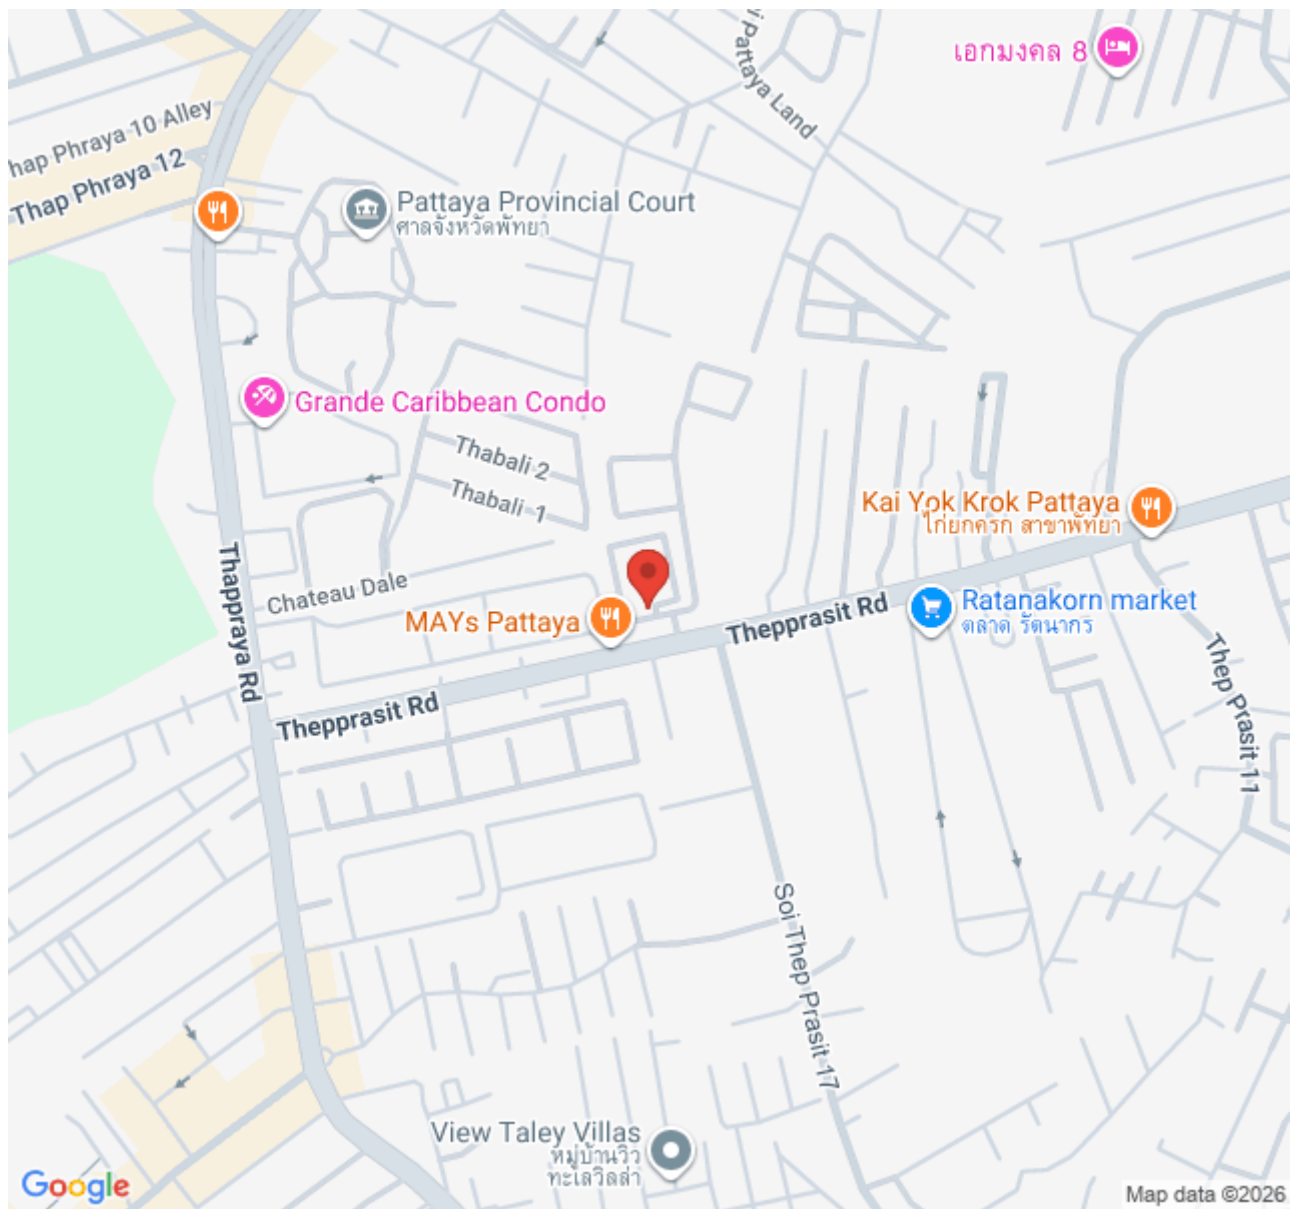 เอกมงคล 8
Pattaya Land
Thap Phraya 10 Alley
Thap Phraya 12
Pattaya Provincial Court
ศาลจังหวัดพัทยา
Grande Caribbean Condo
Thabali 2
Thabali 1
Kai Yok Krok Pattaya
ไก่ยกครก สาขาพัทยา
Chateau Dale
Thappraya Rd
MAYs Pattaya
Thepprasit Rd
Ratanakorn market
ตลาด รัตนากร
Thepprasit Rd
Thep Prasit 11
Soi Thep Prasit 17
View Taley Villas
หมู่บ้านวิว
ทะเลวิลล่า
Google
Map data ©2026